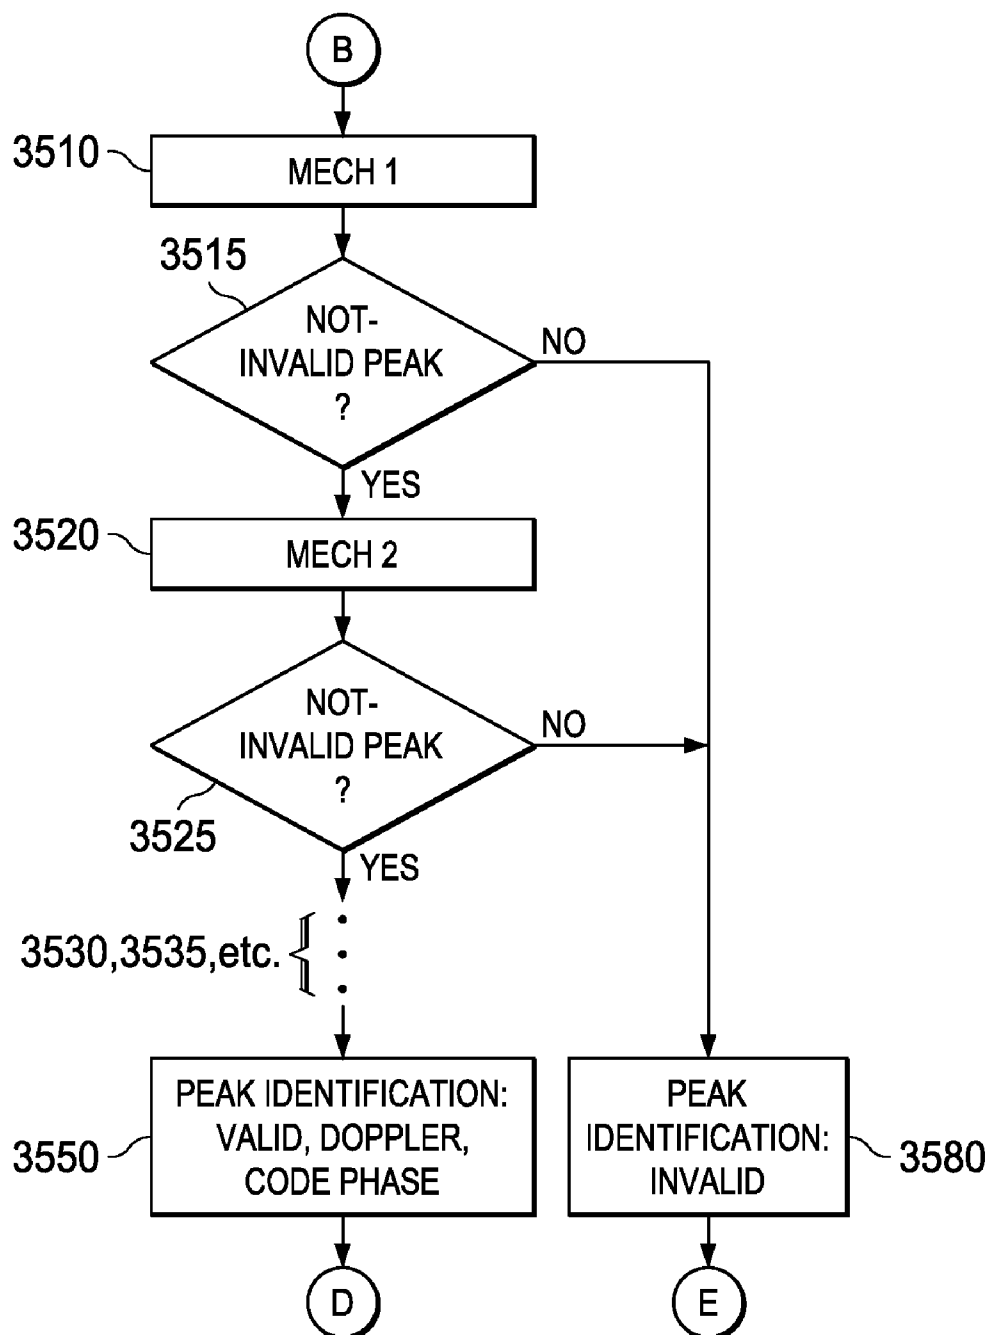 B
3510
MECH 1
3515
NOT-
INVALID PEAK
?
NO
YES
3520
MECH 2
NOT-
INVALID PEAK
?
NO
3525
YES
3530,3535,etc.
PEAK IDENTIFICATION:
VALID, DOPPLER,
CODE PHASE
3550
PEAK
IDENTIFICATION:
INVALID
3580
D
E